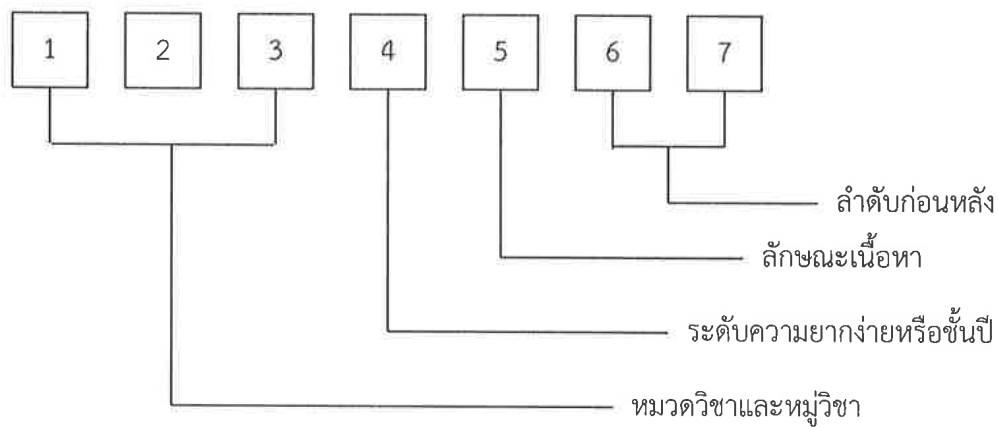 1 2 3 4 5 6 7
ลำดับก่อนหลัง
ลักษณะเนื้อหา
ระดับความยากง่ายหรือชั้นปี
หมวดวิชาและหมู่วิชา